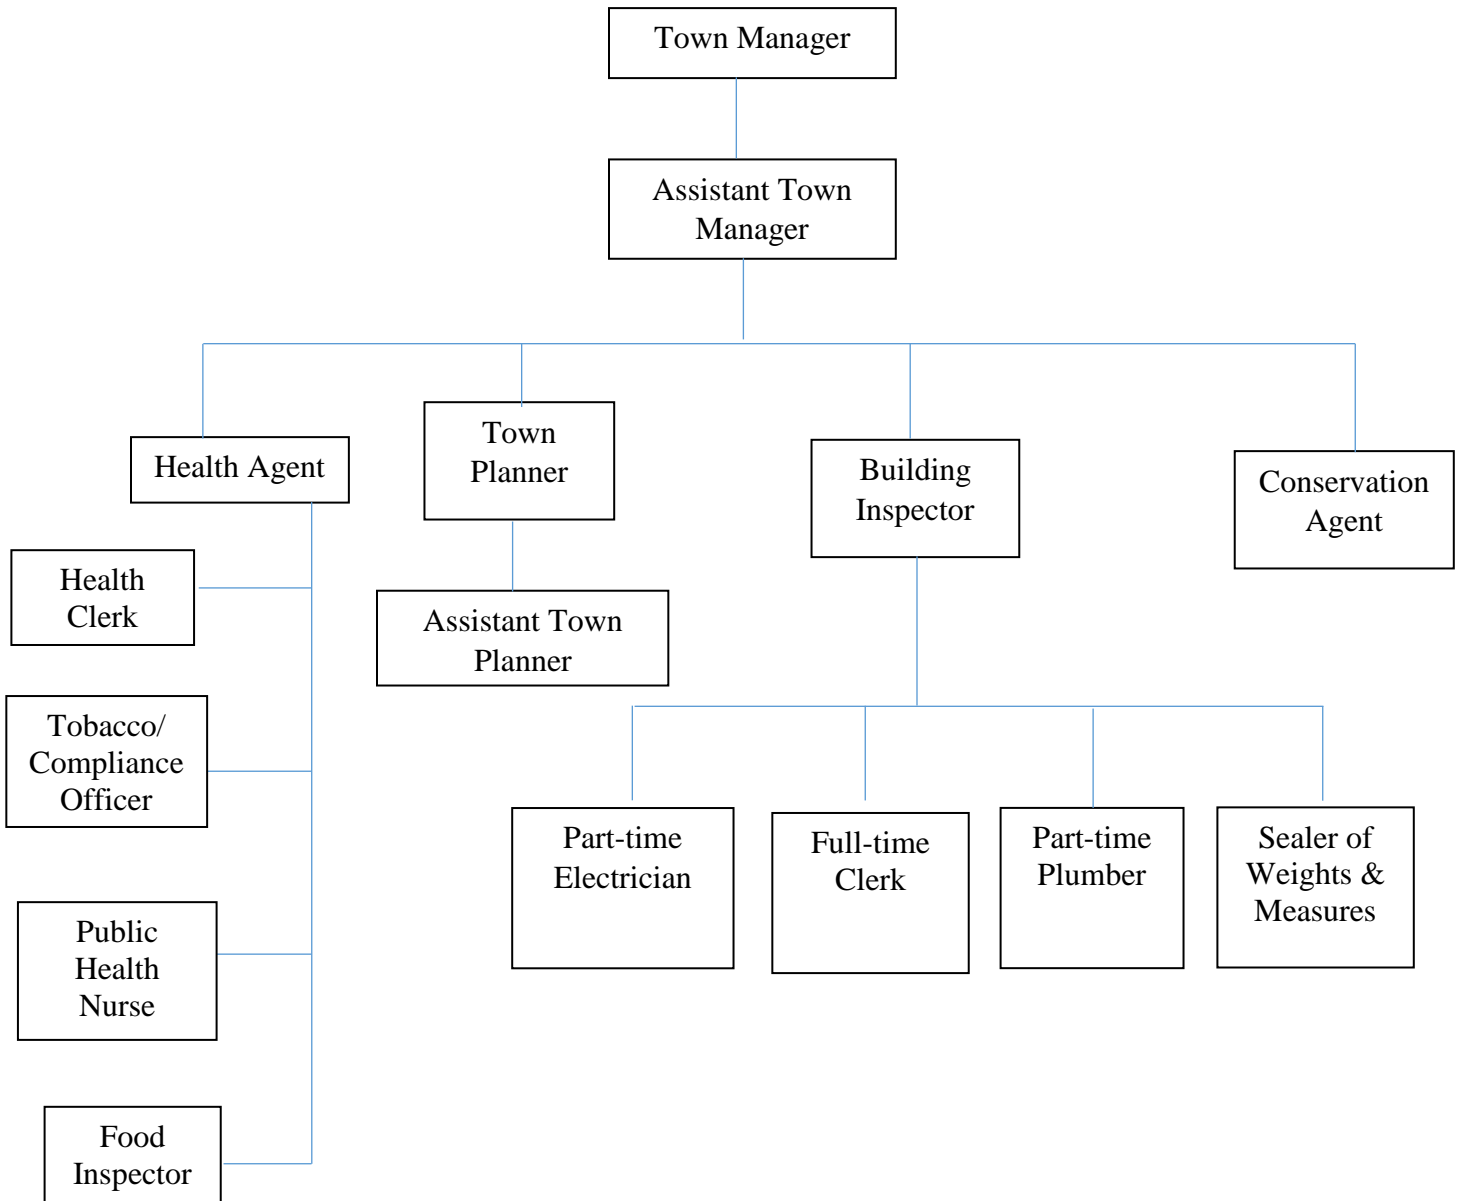 Town Manager
Assistant Town
Manager
Health Agent
Town
Planner
Building
Inspector
Conservation
Agent
Health
Clerk
Assistant Town
Planner
Tobacco/
Compliance
Officer
Part-time
Electrician
Full-time
Clerk
Part-time
Plumber
Sealer of
Weights &
Measures
Public
Health
Nurse
Food
Inspector